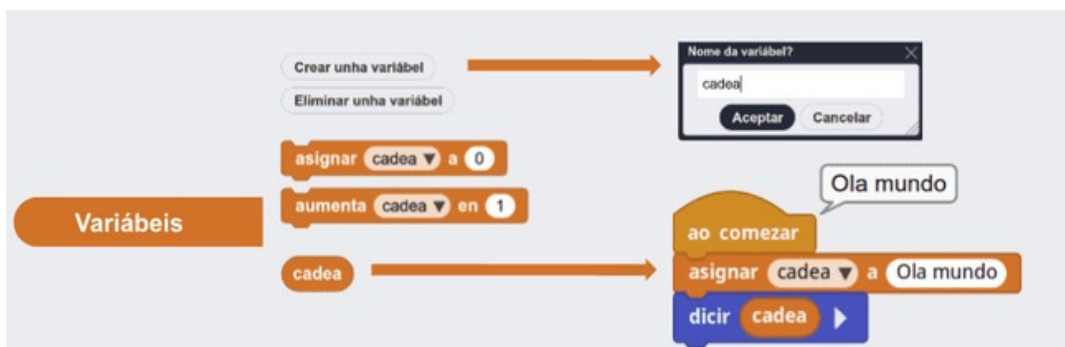 Variábeis
Crear unha variábel
Eliminar unha variábel
asignar cadea a 0
aumenta cadea en 1
cadea
Nome da variábel?
cadea
Aceptar Cancelar
Ola mundo
ao comezar
asignar cadea a Ola mundo
dicir cadea